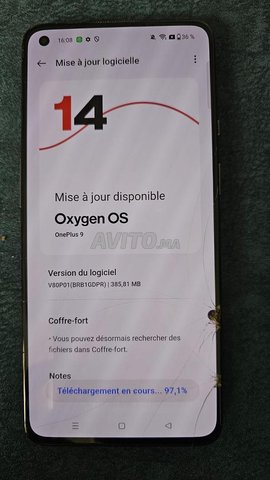 16:08
36 %
Mise à jour logicielle
14
Mise à jour disponible
Oxygen OS
OnePlus 9
AVITO.MA
Version du logiciel
V80P01(BRB1GDPR) | 385,81 MB
Coffre-fort
• Vous pouvez désormais rechercher des
fichiers dans Coffre-fort.
Notes
Téléchargement en cours... 97,1%